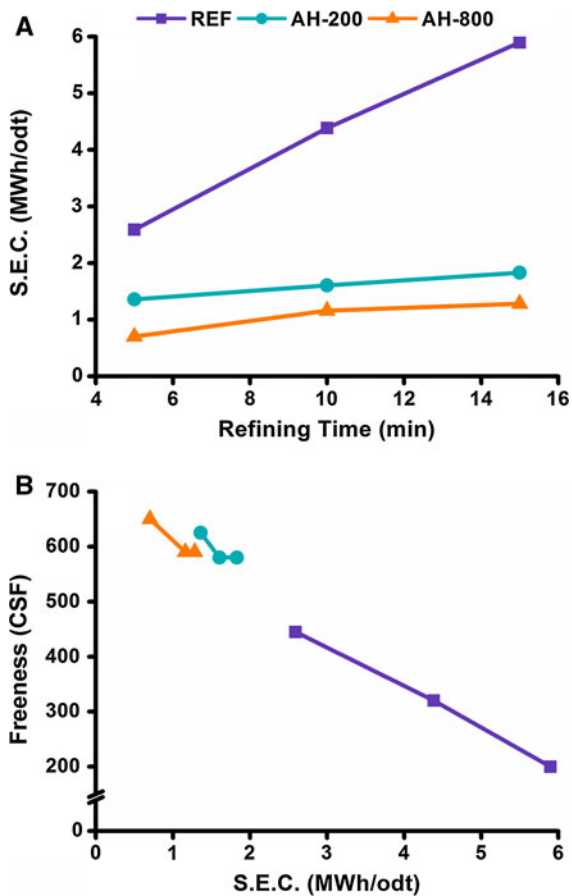 A
REF AH-200 AH-800
6
5
4
3
2
1
0
S.E.C. (MWh/odt)
4 6 8 10 12 14 16
Refining Time (min)
B
700
600
500
400
300
200
0
Freeness (CSF)
0 1 2 3 4 5 6
S.E.C. (MWh/odt)